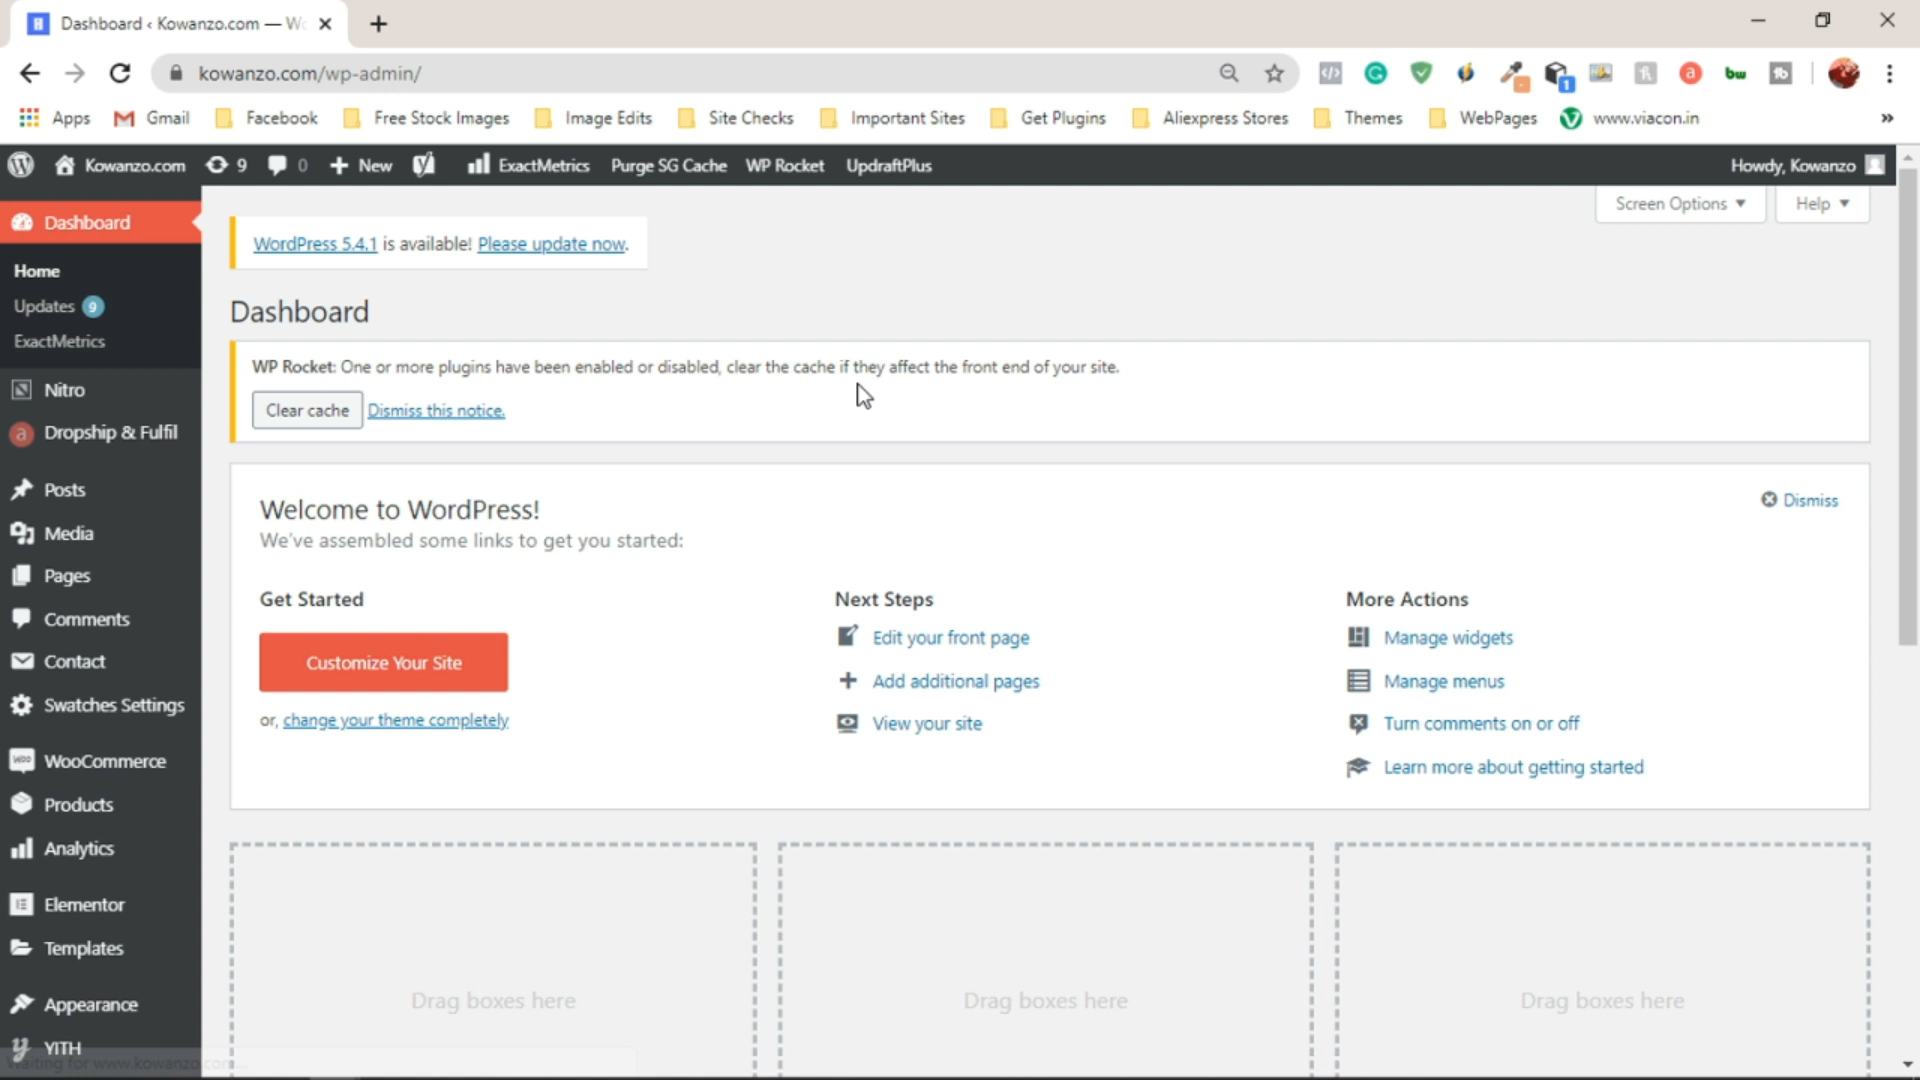 Dashboard ‹ Kowanzo.com — Wo
kowanzo.com/wp-admin/
Apps Gmail Facebook Free Stock Images Image Edits Site Checks Important Sites Get Plugins Aliexpress Stores Themes WebPages www.viacon.in »
Kowanzo.com 9 0 + New ExactMetrics Purge SG Cache WP Rocket UpdraftPlus Howdy, Kowanzo
Screen Options ▼ Help ▼
Dashboard
Home
Updates 9
ExactMetrics
Nitro
Dropship & Fulfil
Posts
Media
Pages
Comments
Contact
Swatches Settings
WooCommerce
Products
Analytics
Elementor
Templates
Appearance
YITH
Waiting for www.kowanzo.com...
WordPress 5.4.1 is available! Please update now.
Dashboard
WP Rocket: One or more plugins have been enabled or disabled, clear the cache if they affect the front end of your site.
Clear cache Dismiss this notice.
Welcome to WordPress!
Dismiss
We've assembled some links to get you started:
Get Started
Customize Your Site
or, change your theme completely
Next Steps
Edit your front page
Add additional pages
View your site
More Actions
Manage widgets
Manage menus
Turn comments on or off
Learn more about getting started
Drag boxes here
Drag boxes here
Drag boxes here